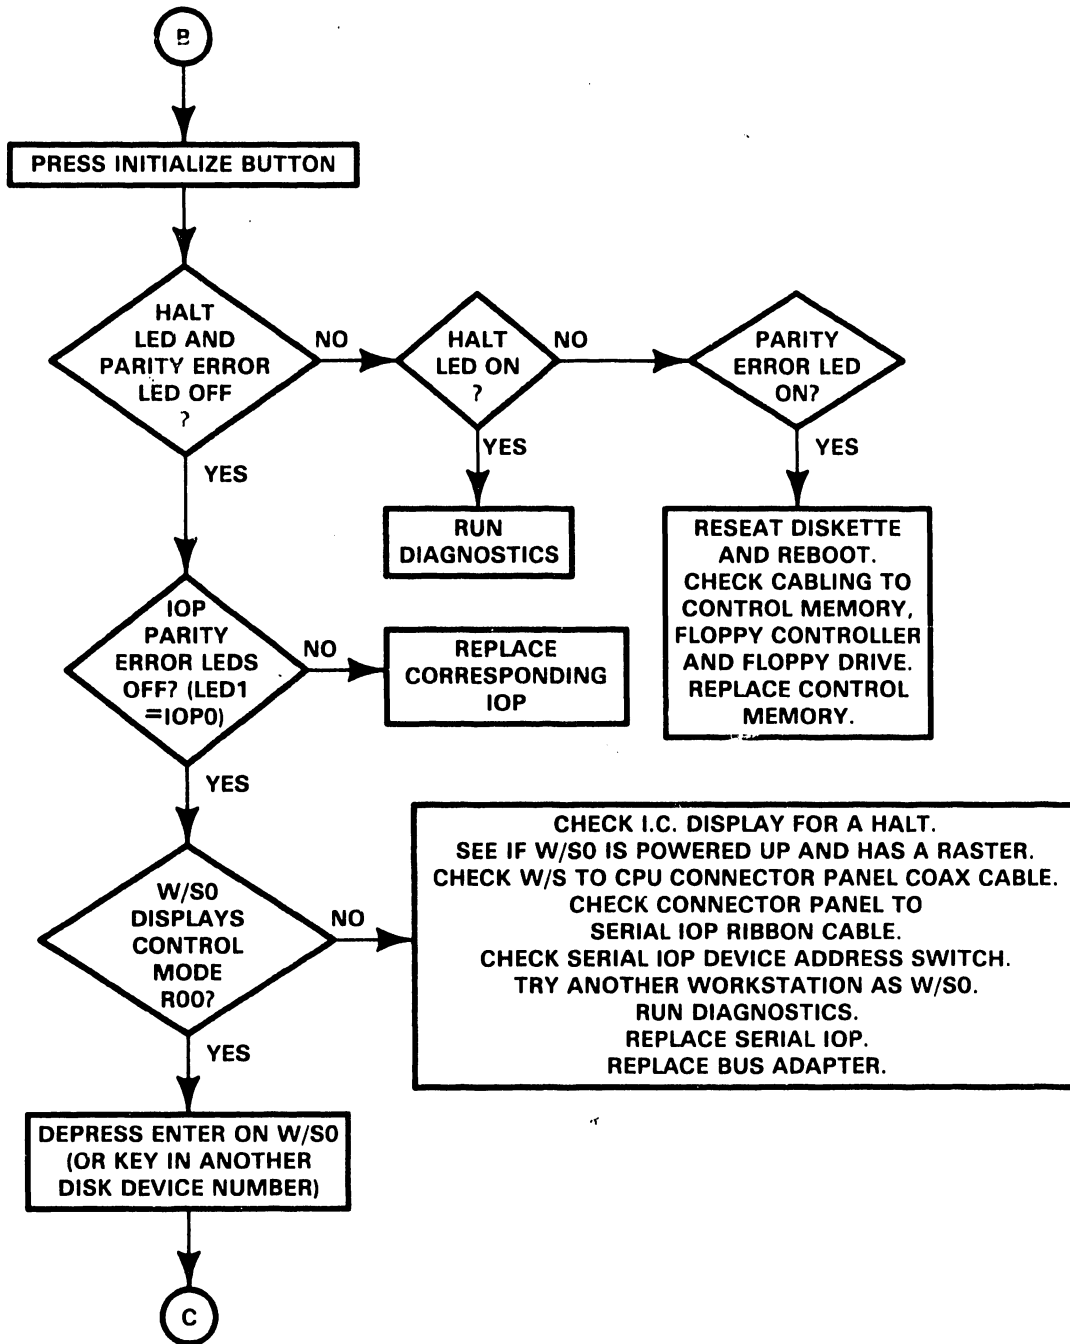 B
PRESS INITIALIZE BUTTON
HALT
LED AND
PARITY ERROR
LED OFF
?
NO
HALT
LED ON
?
NO
PARITY
ERROR LED
ON?
YES
YES
YES
RUN
DIAGNOSTICS
RESEAT DISKETTE
AND REBOOT.
CHECK CABLING TO
CONTROL MEMORY,
FLOPPY CONTROLLER
AND FLOPPY DRIVE.
REPLACE CONTROL
MEMORY.
IOP
PARITY
ERROR LEDS
OFF? (LED1
=IOP0)
NO
REPLACE
CORRESPONDING
IOP
YES
W/S0
DISPLAYS
CONTROL
MODE
R00?
NO
CHECK I.C. DISPLAY FOR A HALT.
SEE IF W/S0 IS POWERED UP AND HAS A RASTER.
CHECK W/S TO CPU CONNECTOR PANEL COAX CABLE.
CHECK CONNECTOR PANEL TO
SERIAL IOP RIBBON CABLE.
CHECK SERIAL IOP DEVICE ADDRESS SWITCH.
TRY ANOTHER WORKSTATION AS W/S0.
RUN DIAGNOSTICS.
REPLACE SERIAL IOP.
REPLACE BUS ADAPTER.
YES
DEPRESS ENTER ON W/S0
(OR KEY IN ANOTHER
DISK DEVICE NUMBER)
C